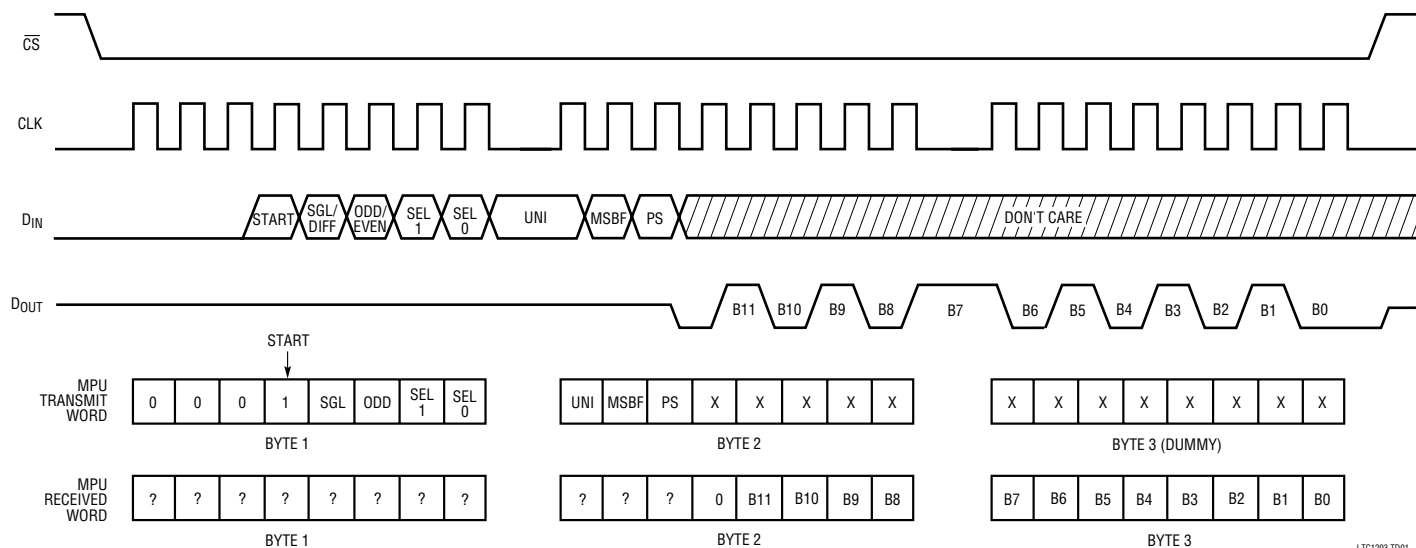 CS
CLK
DIN
START SGL/ DIFF ODD/ EVEN SEL 1 SEL 0 UNI MSBF PS DON'T CARE
DOUT
B11 B10 B9 B8 B7 B6 B5 B4 B3 B2 B1 B0
START
MPU
TRANSMIT
WORD
0 0 0 1 SGL ODD SEL 1 SEL 0
UNI MSBF PS X X X X X
X X X X X X X X
BYTE 1
BYTE 2
BYTE 3 (DUMMY)
MPU
RECEIVED
WORD
? ? ? ? ? ? ? ?
? ? ? 0 B11 B10 B9 B8
B7 B6 B5 B4 B3 B2 B1 B0
BYTE 1
BYTE 2
BYTE 3